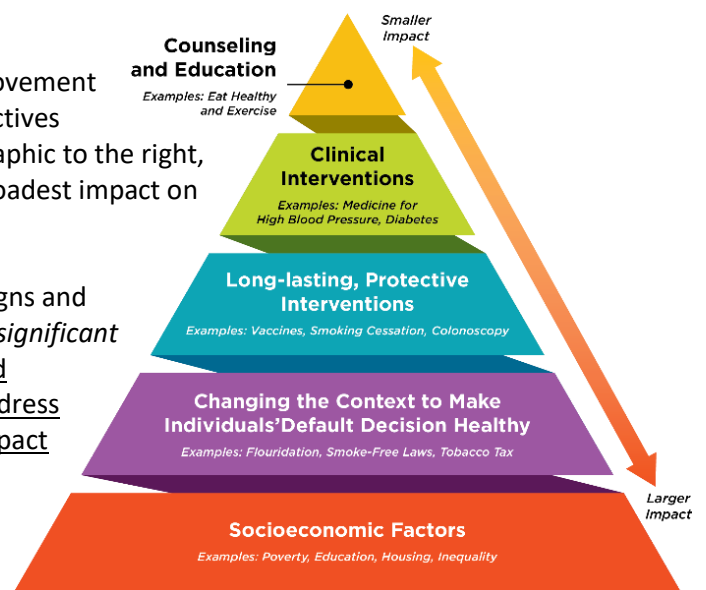 ovement
ctives
aphic to the right,
oadest impact on
gns and
significant
d
dress
pact
Smaller
Impact
Counseling
and Education
Examples: Eat Healthy
and Exercise
Clinical
Interventions
Examples: Medicine for
High Blood Pressure, Diabetes
Long-lasting, Protective
Interventions
Examples: Vaccines, Smoking Cessation, Colonoscopy
Changing the Context to Make
Individuals'Default Decision Healthy
Examples: Flouridation, Smoke-Free Laws, Tobacco Tax
Larger
Impact
Socioeconomic Factors
Examples: Poverty, Education, Housing, Inequality